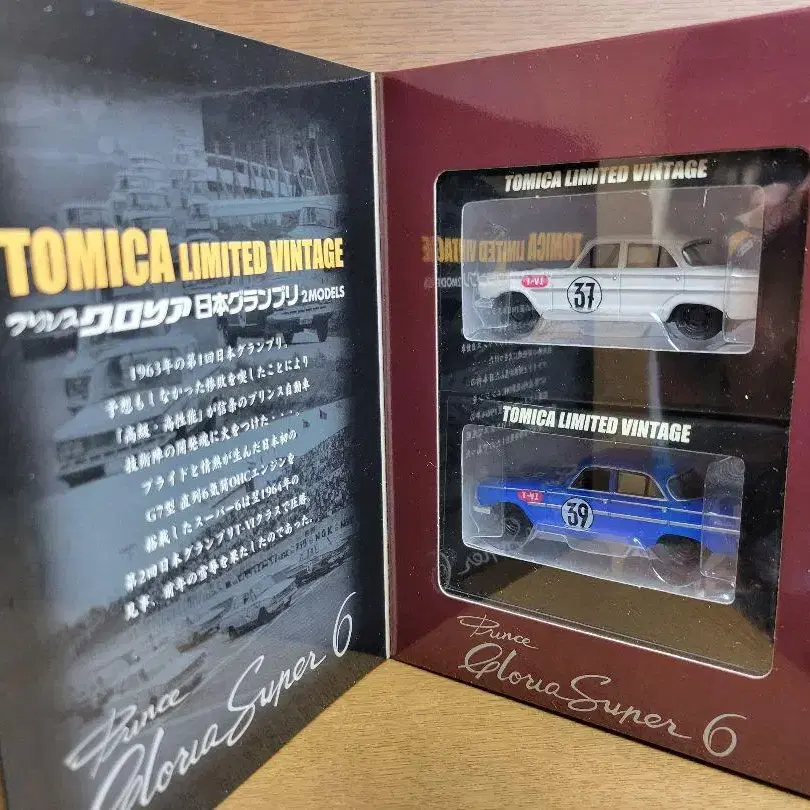 TOMICA LIMITED VINTAGE
プリンス グロリア 日本グランプリ 2MODELS
1963年の第1回日本グランプリ、
予想もしなかった惨敗を喫したことにより
「高級・高性能」が信条のプリンス自動車
技術陣の開発魂に火をつけた・・・・。
プライドと情熱が生んだ日本初の
G7型 直列6気筒OHCエンジンを
搭載したスーパー6は翌1964年の
第2回日本グランプリT-VIクラスで圧勝。
見事、前年の雪辱を果たしたのであった。
Prince
Gloria Super 6
TOMICA LIMITED VINTAGE
37
TOMICA LIMITED VINTAGE
39
Prince
Gloria Super 6